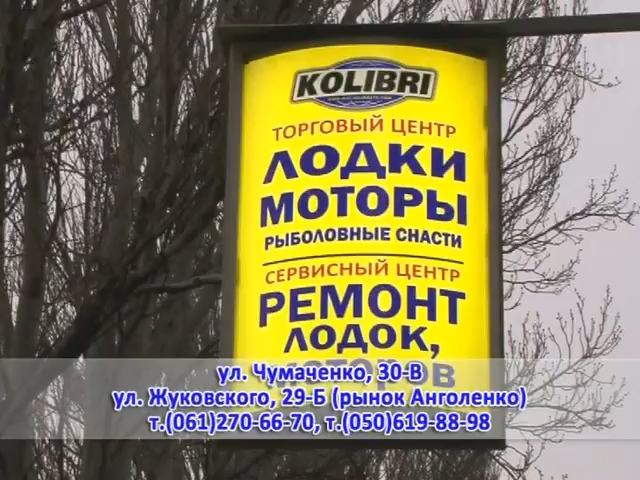 KOLIBRI
ТОРГОВЫЙ ЦЕНТР
ЛОДКИ
МОТОРЫ
РЫБОЛОВНЫЕ СНАСТИ
СЕРВИСНЫЙ ЦЕНТР
РЕМОНТ
ЛОДОК,
моторов
ул. Чумаченко, 30-В
ул. Жуковского, 29-Б (рынок Анголенко)
т.(061)270-66-70, т.(050)619-88-98